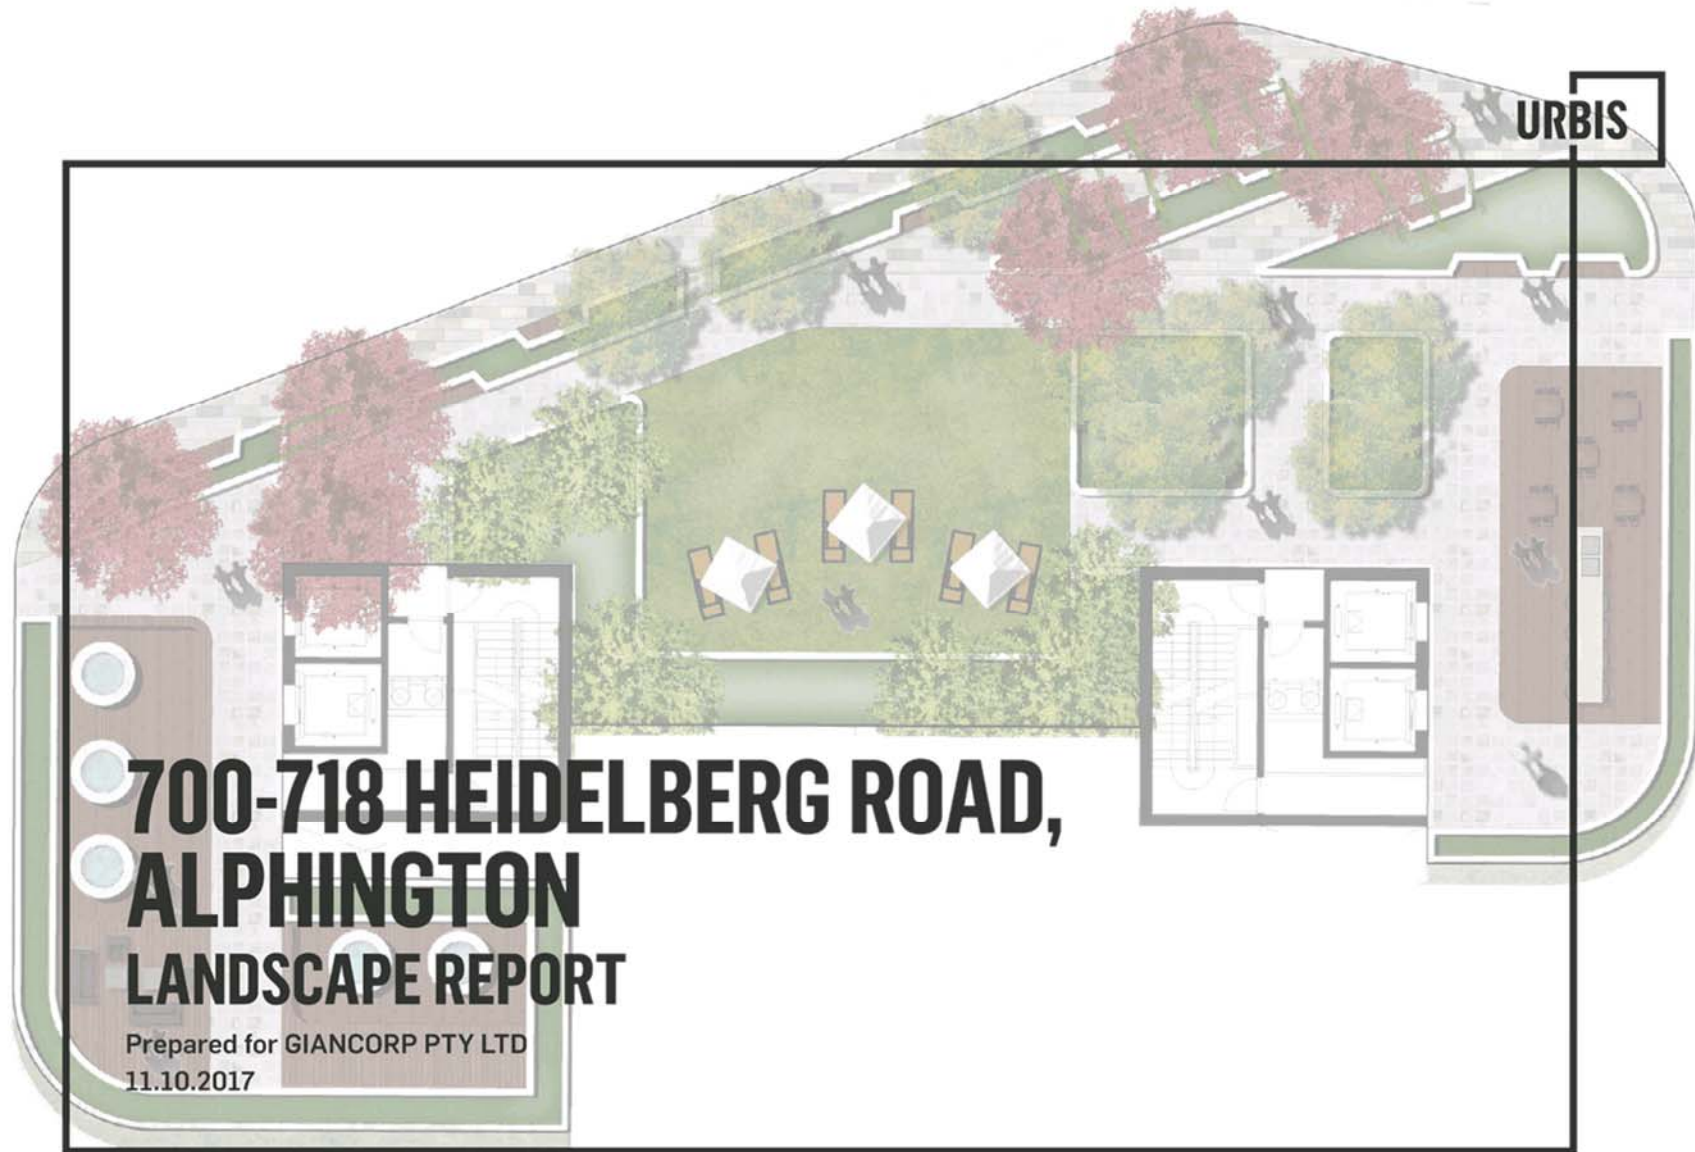 URBIS
700-718 HEIDELBERG ROAD,
ALPHINGTON
LANDSCAPE REPORT
Prepared for GIANCORP PTY LTD
11.10.2017